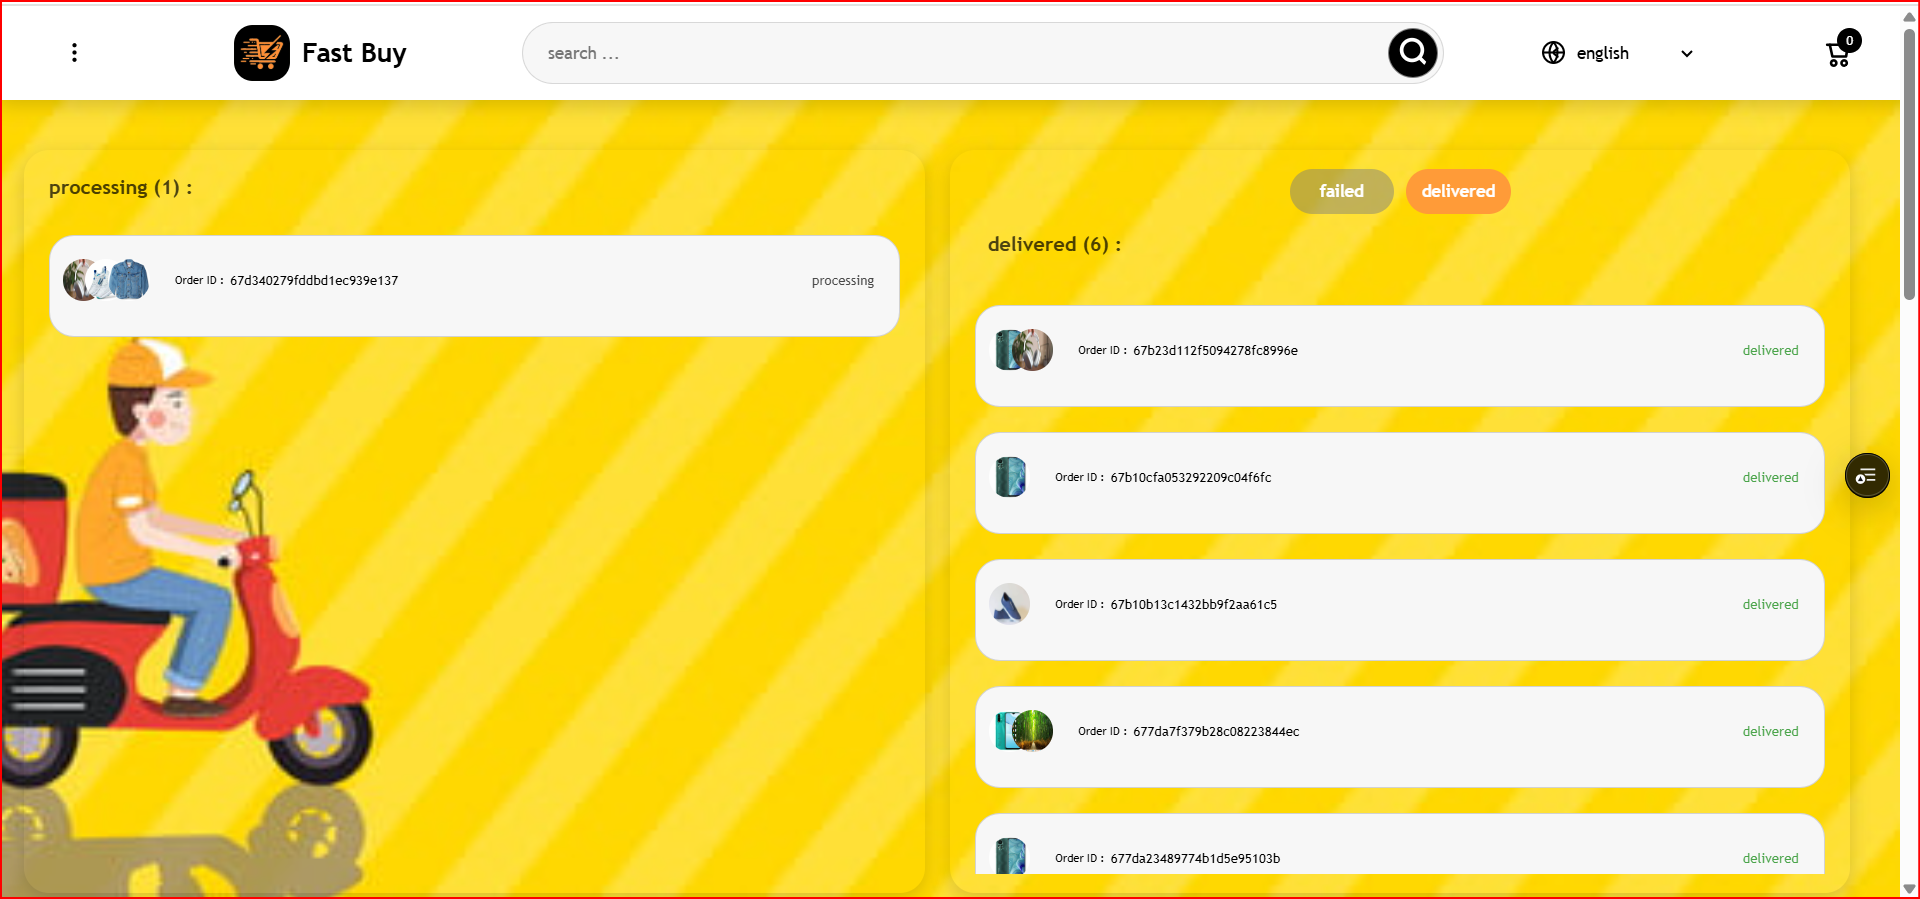 Fast Buy
search ...
english
0
processing (1) :
Order ID : 67d340279fddbd1ec939e137
processing
failed
delivered
delivered (6) :
Order ID : 67b23d112f5094278fc8996e
delivered
Order ID : 67b10cfa053292209c04f6fc
delivered
Order ID : 67b10b13c1432bb9f2aa61c5
delivered
Order ID : 677da7f379b28c08223844ec
delivered
Order ID : 677da23489774b1d5e95103b
delivered